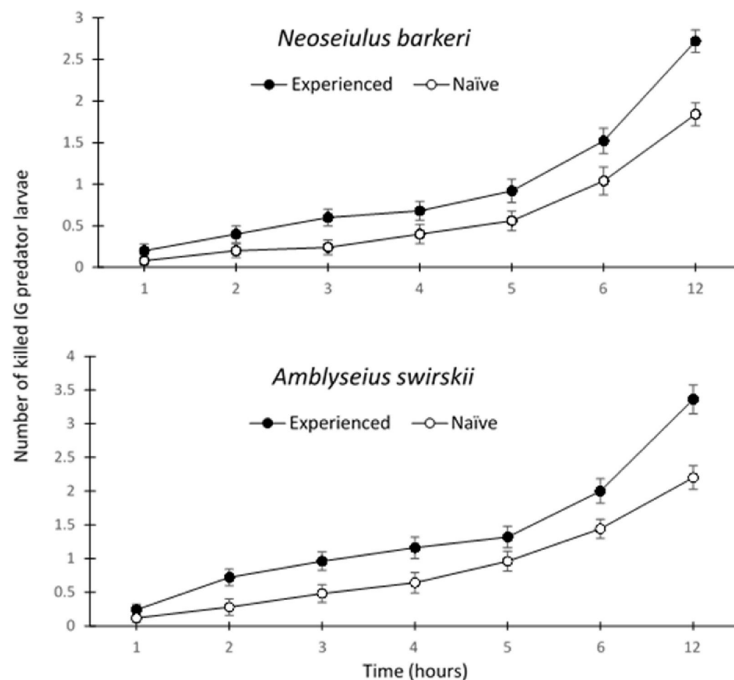 Number of killed IG predator larvae
Neoseiulus barkeri
Experienced Naïve
3
2.5
2
1.5
1
0.5
0
1 2 3 4 5 6 12
Amblyseius swirskii
Experienced Naïve
4
3.5
3
2.5
2
1.5
1
0.5
0
1 2 3 4 5 6 12
Time (hours)